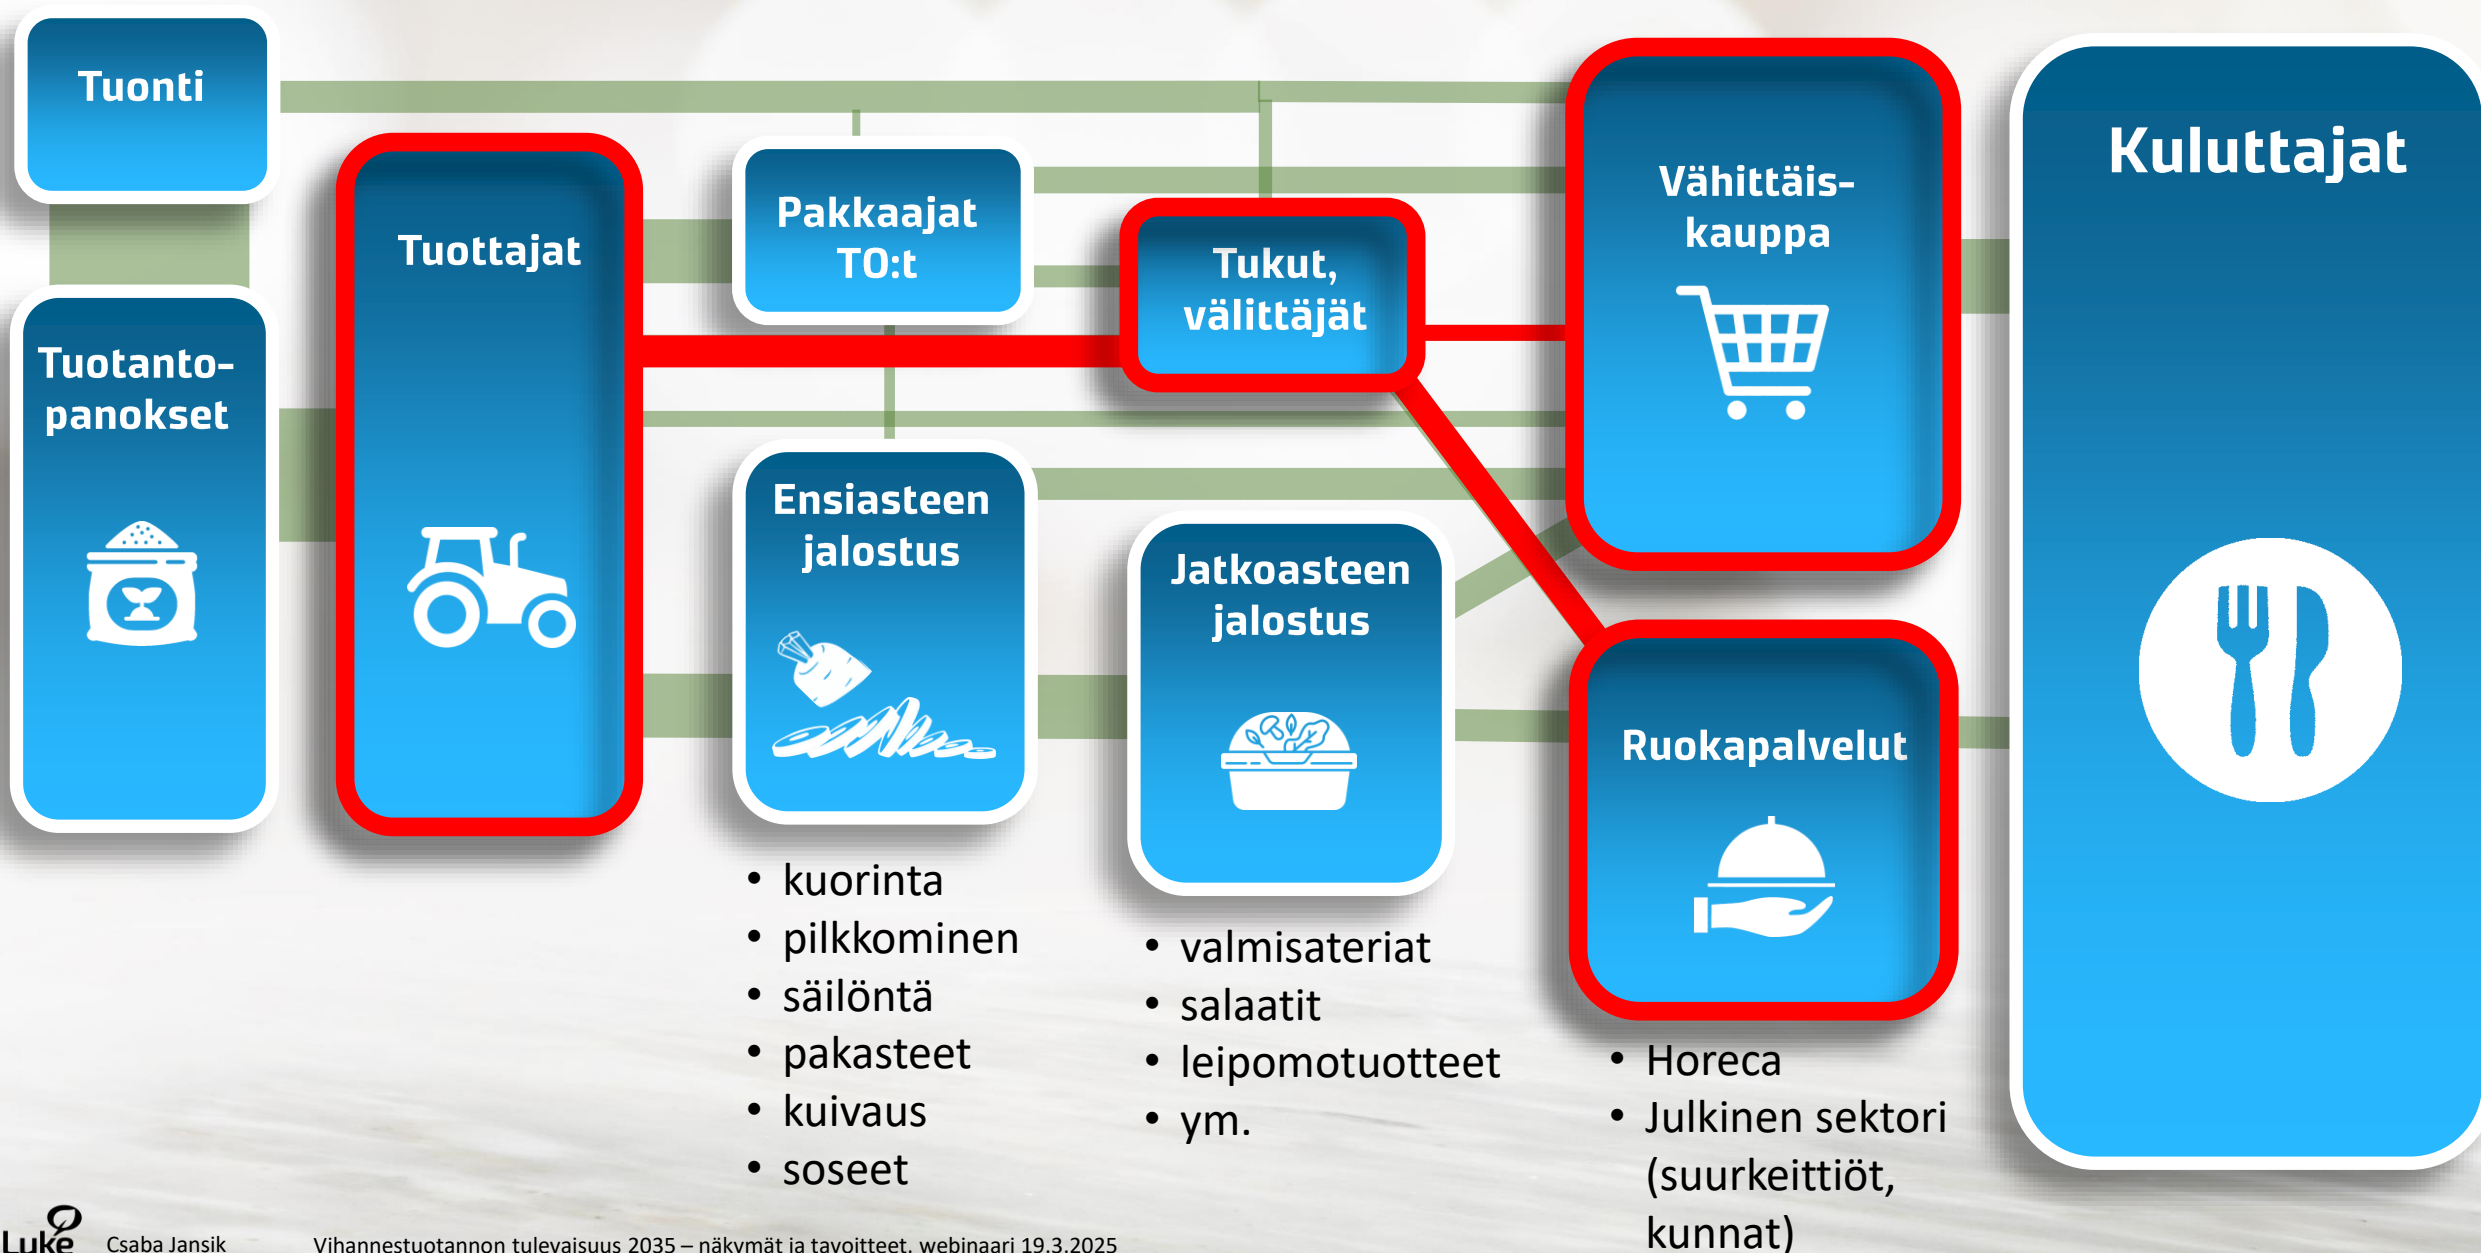 Tuonti
Tuotanto-
panokset
Tuottajat
Pakkaajat
TO:t
Ensiasteen
jalostus
• kuorinta
• pilkkominen
• säilöntä
• pakasteet
• kuivaus
• soseet
Tukut,
välittäjät
Jatkoasteen
jalostus
• valmisateriat
• salaatit
• leipomotuotteet
• ym.
Vähittäis-
kauppa
Ruokapalvelut
• Horeca
• Julkinen sektori
(suurkeittiöt,
kunnat)
Kuluttajat
Luke
Csaba Jansik
Vihannestuotannon tulevaisuus 2035 – näkymät ja tavoitteet, webinaari 19.3.2025